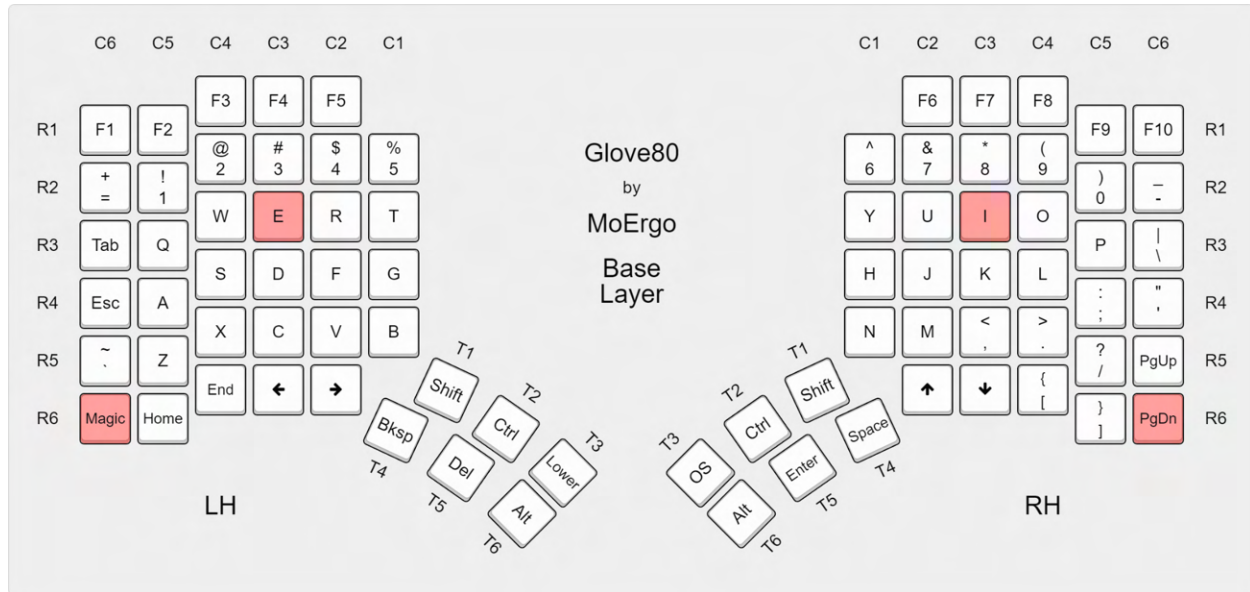 C6 C5 C4 C3 C2 C1 C1 C2 C3 C4 C5 C6
F3 F4 F5 F6 F7 F8
R1 F1 F2 F9 F10 R1
@ # $ % ^ & * (
2 3 4 5 6 7 8 9
R2 + ! ) _ R2
= 1 0 -
W E R T Y U I O
R3 Tab Q P | R3
\
S D F G H J K L
R4 Esc A : " R4
; '
X C V B N M < >
, .
R5 ~ Z ? PgUp R5
` /
End ← → ↑ ↓ {
[
R6 Magic Home } PgDn R6
]
Glove80
by
MoErgo
Base
Layer
T1 T1
Shift Shift
T2 T2
Bksp Ctrl Ctrl Space
T4 T3 T3 T4
Del Lower OS Enter
T5 T5
Alt Alt
T6 T6
LH RH